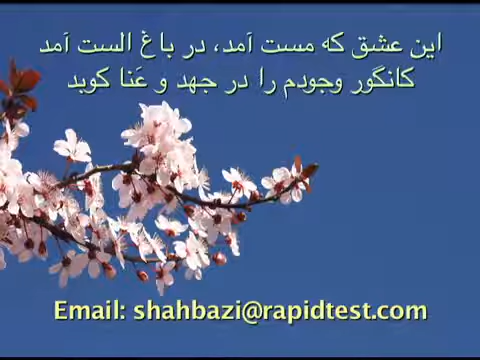 این عشق که مست آمد، در باغ الست آمد
کانگور وجودم را در جهد و عَنا کوبد
Email: shahbazi@rapidtest.com